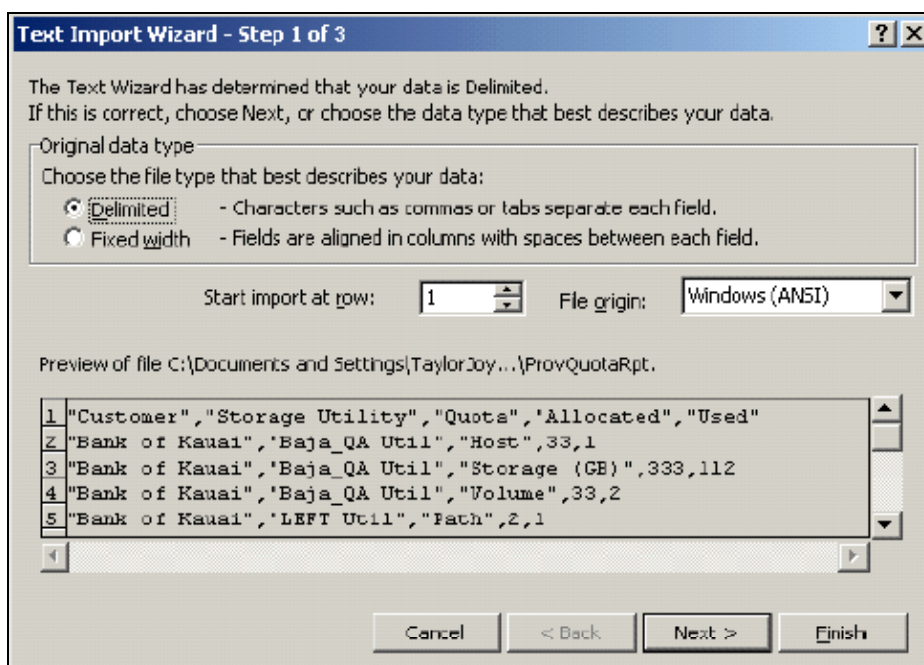 Text Import Wizard - Step 1 of 3
The Text Wizard has determined that your data is Delimited.
If this is correct, choose Next, or choose the data type that best describes your data.
Original data type
Choose the file type that best describes your data:
Delimited - Characters such as commas or tabs separate each field.
Fixed width - Fields are aligned in columns with spaces between each field.
Start import at row: 1 File origin: Windows (ANSI)
Preview of file C:\Documents and Settings\TaylorJoy...\ProvQuotaRpt.
1 "Customer","Storage Utility","Quota","Allocated","Used"
2 "Bank of Kauai","Baja_QA Util","Host",33,1
3 "Bank of Kauai","Baja_QA Util","Storage (GB)",333,112
4 "Bank of Kauai","Baja_QA Util","Volume",33,2
5 "Bank of Kauai","LEFT Util","Path",2,1
Cancel < Back Next > Finish